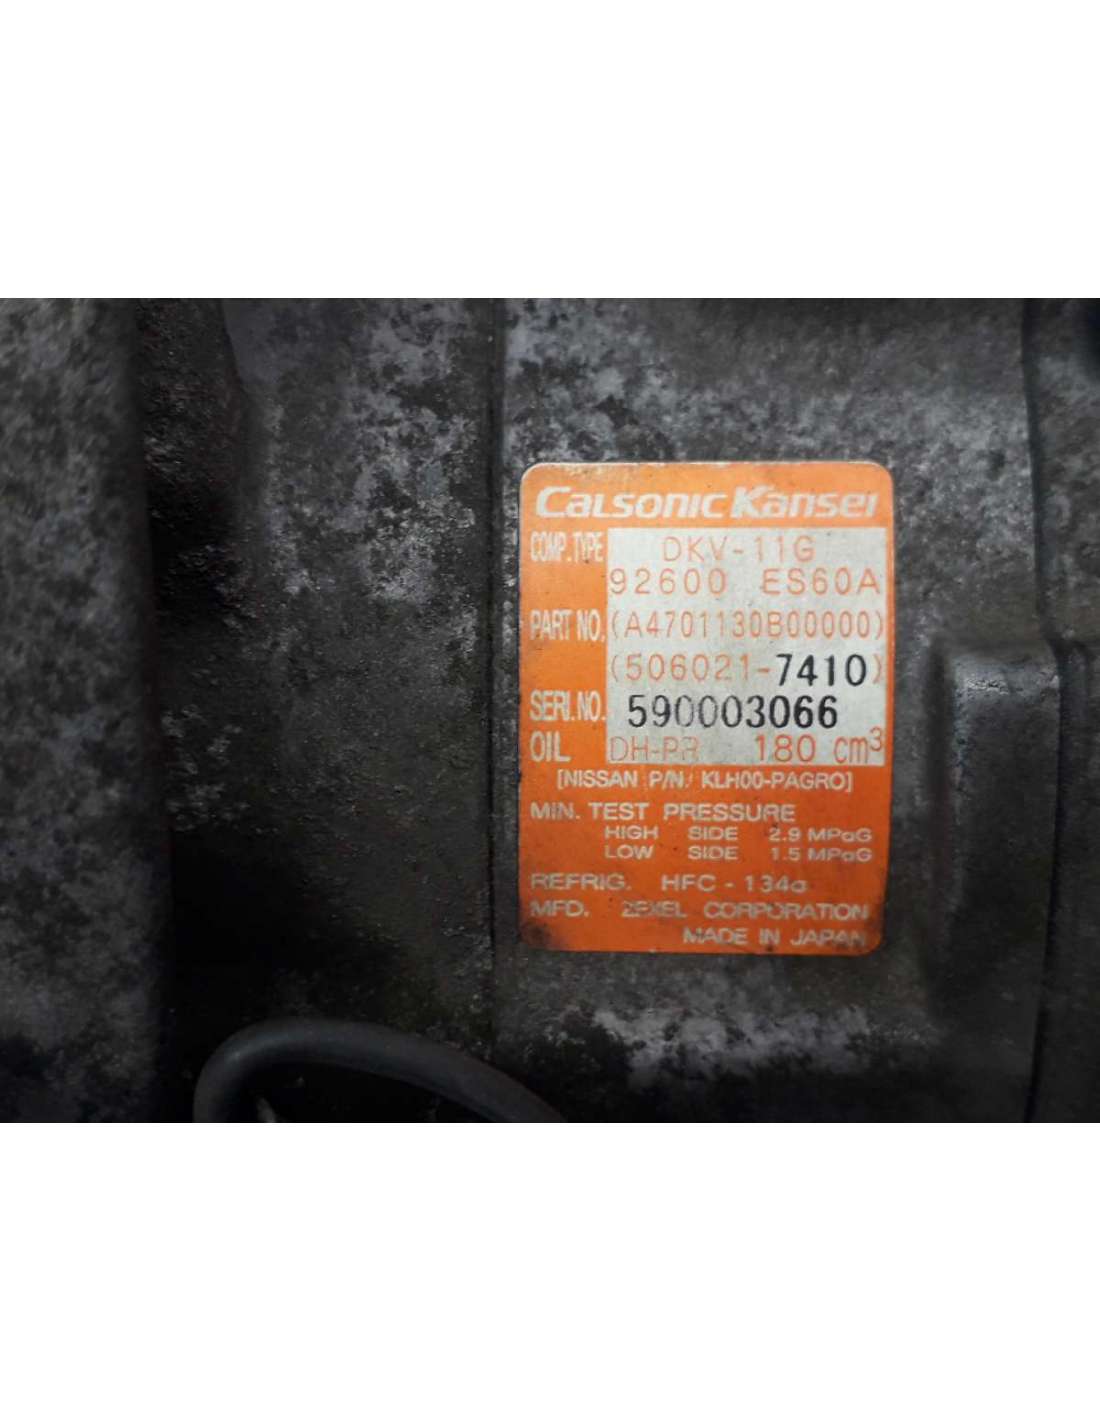 CALSONIC KANSEI
COMP.TYPE DKV-11G
92600 ES60A
PART NO. (A4701130B00000)
(506021-7410)
SERI.NO. 590003066
OIL DH-PR 180 cm³
[NISSAN P/N/ KLH00-PAGRO]
MIN. TEST PRESSURE
HIGH SIDE 2.9 MPaG
LOW SIDE 1.5 MPaG
REFRIG. HFC-134a
MFD. ZEXEL CORPORATION
MADE IN JAPAN